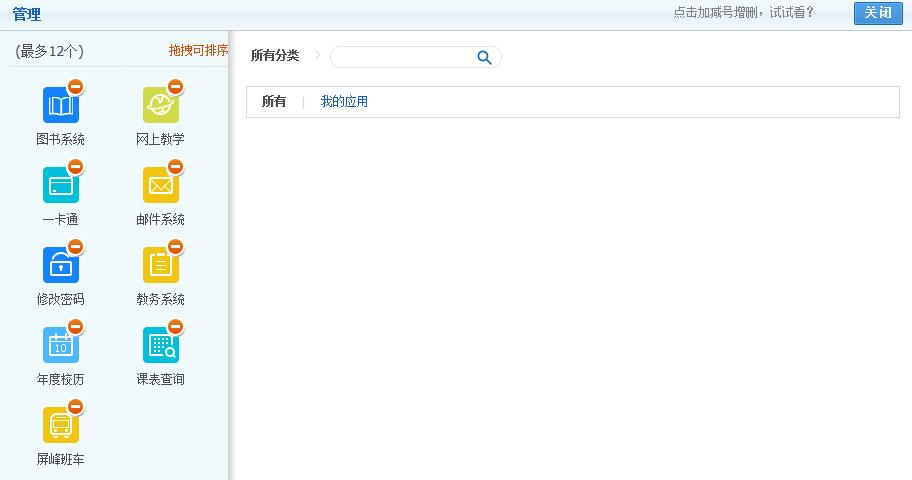 管理
点击加减号增删，试试看？
关闭
(最多12个)
拖拽可排序
图书系统
网上教学
一卡通
邮件系统
修改密码
教务系统
10
年度校历
课表查询
屏峰班车
所有分类
所有 | 我的应用